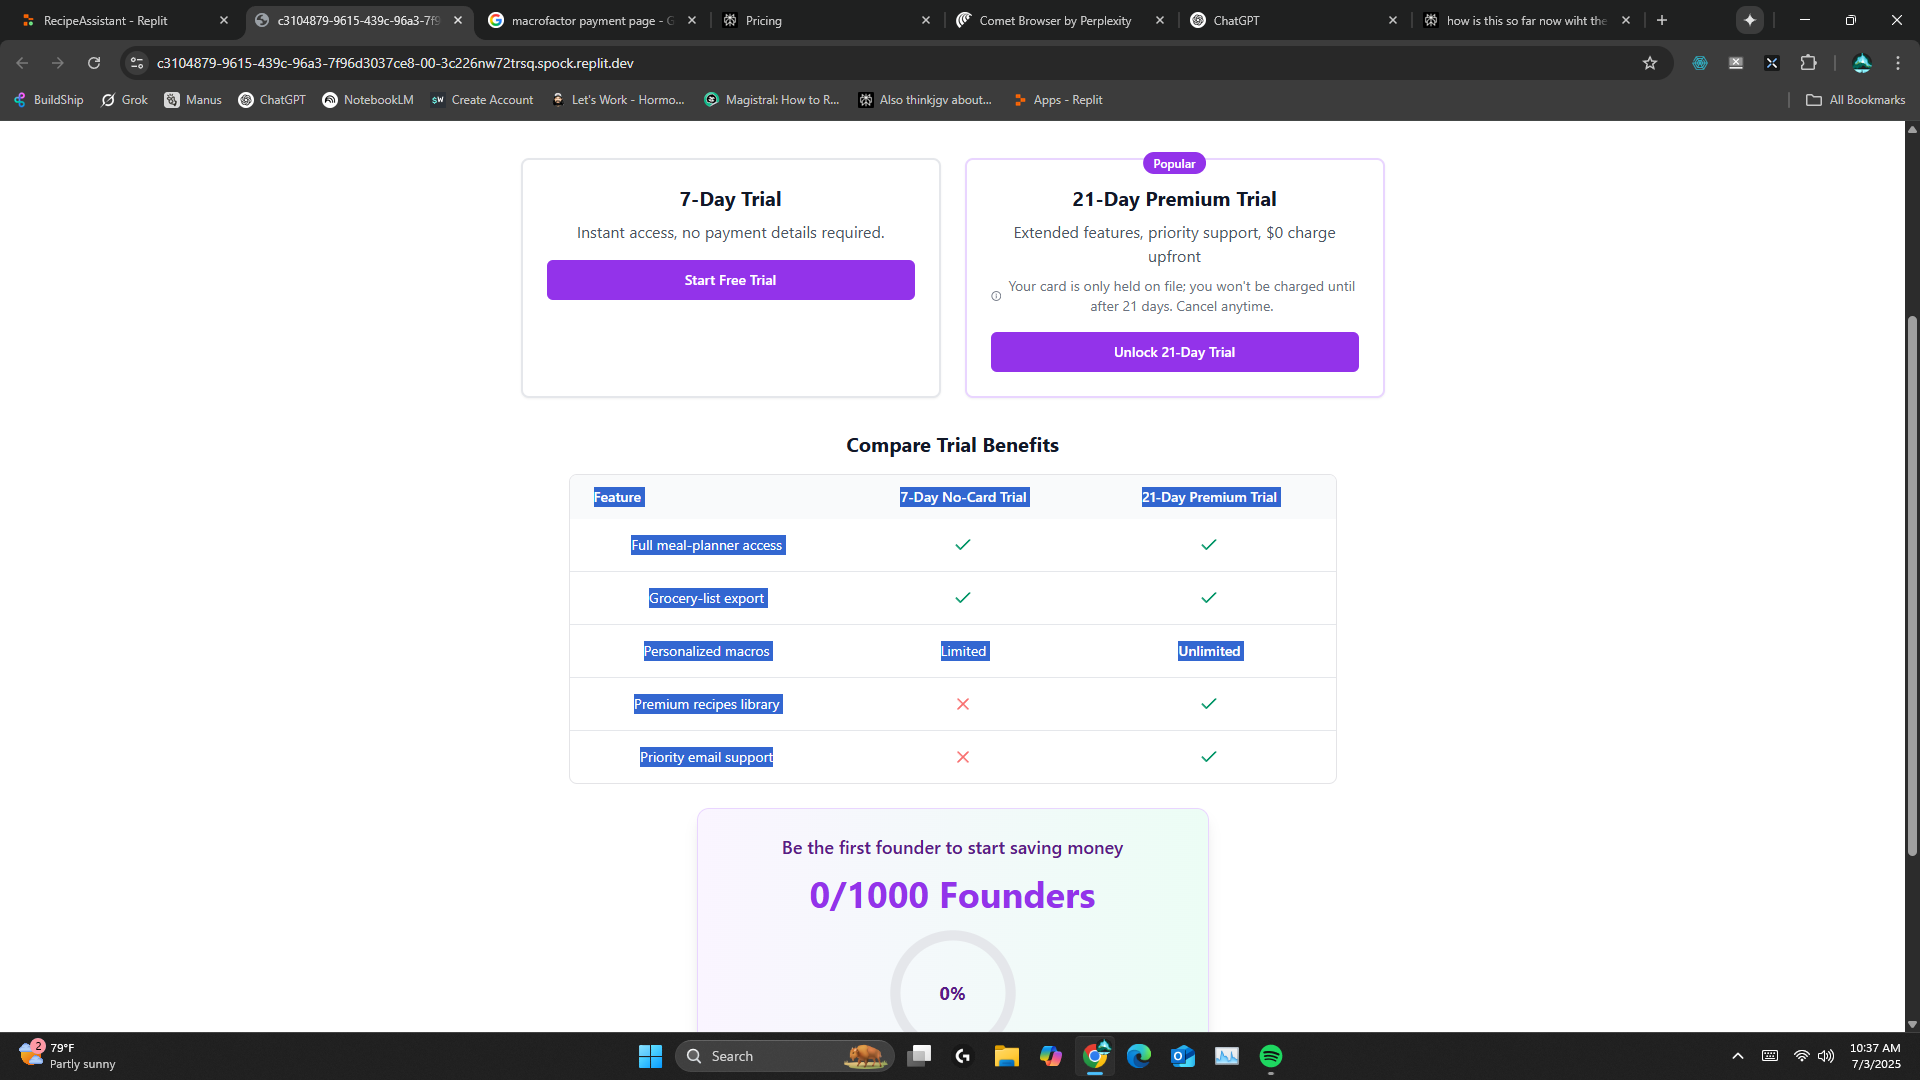 RecipeAssistant - Replit
c3104879-9615-439c-96a3-7f9
macrofactor payment page - G
Pricing
Comet Browser by Perplexity
ChatGPT
how is this so far now wiht the
c3104879-9615-439c-96a3-7f96d3037ce8-00-3c226nw72trsq.spock.replit.dev
BuildShip
Grok
Manus
ChatGPT
NotebookLM
SW
Create Account
Let's Work - Hormo...
Magistral: How to R...
Also thinkjgv about...
Apps - Replit
All Bookmarks
7-Day Trial
Instant access, no payment details required.
Start Free Trial
Popular
21-Day Premium Trial
Extended features, priority support, $0 charge
upfront
Your card is only held on file; you won't be charged until
after 21 days. Cancel anytime.
Unlock 21-Day Trial
Compare Trial Benefits
Feature 7-Day No-Card Trial 21-Day Premium Trial
Full meal-planner access
Grocery-list export
Personalized macros Limited Unlimited
Premium recipes library
Priority email support
Be the first founder to start saving money
0/1000 Founders
0%
2
79°F
Partly sunny
Search
10:37 AM
7/3/2025